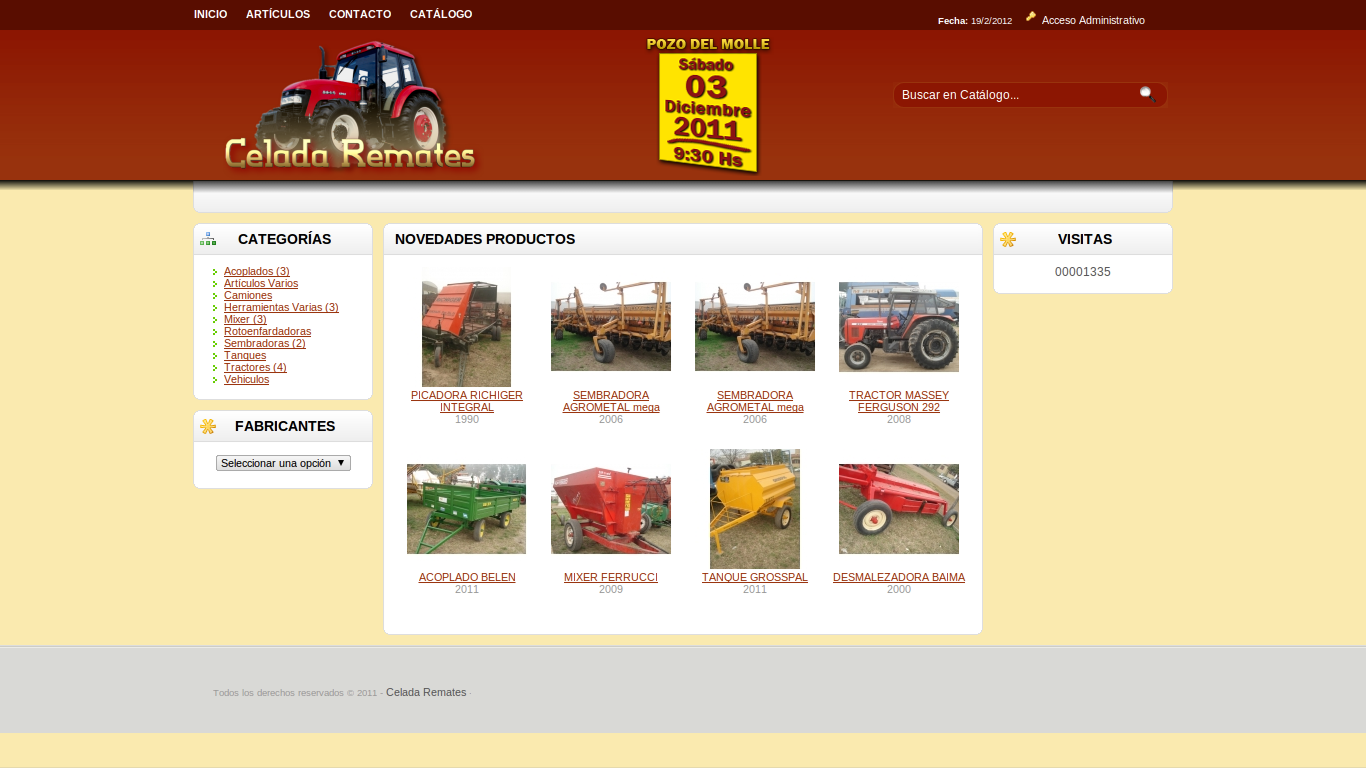 INICIO ARTÍCULOS CONTACTO CATÁLOGO
Fecha: 19/2/2012 Acceso Administrativo
Celada Remates
POZO DEL MOLLE
Sábado
03
Diciembre
2011
9:30 Hs
Buscar en Catálogo...
CATEGORÍAS
Acoplados (3)
Artículos Varios
Camiones
Herramientas Varias (3)
Mixer (3)
Rotoenfardadoras
Sembradoras (2)
Tanques
Tractores (4)
Vehiculos
FABRICANTES
Seleccionar una opción
NOVEDADES PRODUCTOS
PICADORA RICHIGER
INTEGRAL
1990
SEMBRADORA
AGROMETAL mega
2006
SEMBRADORA
AGROMETAL mega
2006
TRACTOR MASSEY
FERGUSON 292
2008
ACOPLADO BELEN
2011
MIXER FERRUCCI
2009
TANQUE GROSSPAL
2011
DESMALEZADORA BAIMA
2000
VISITAS
00001335
Todos los derechos reservados © 2011 - Celada Remates -